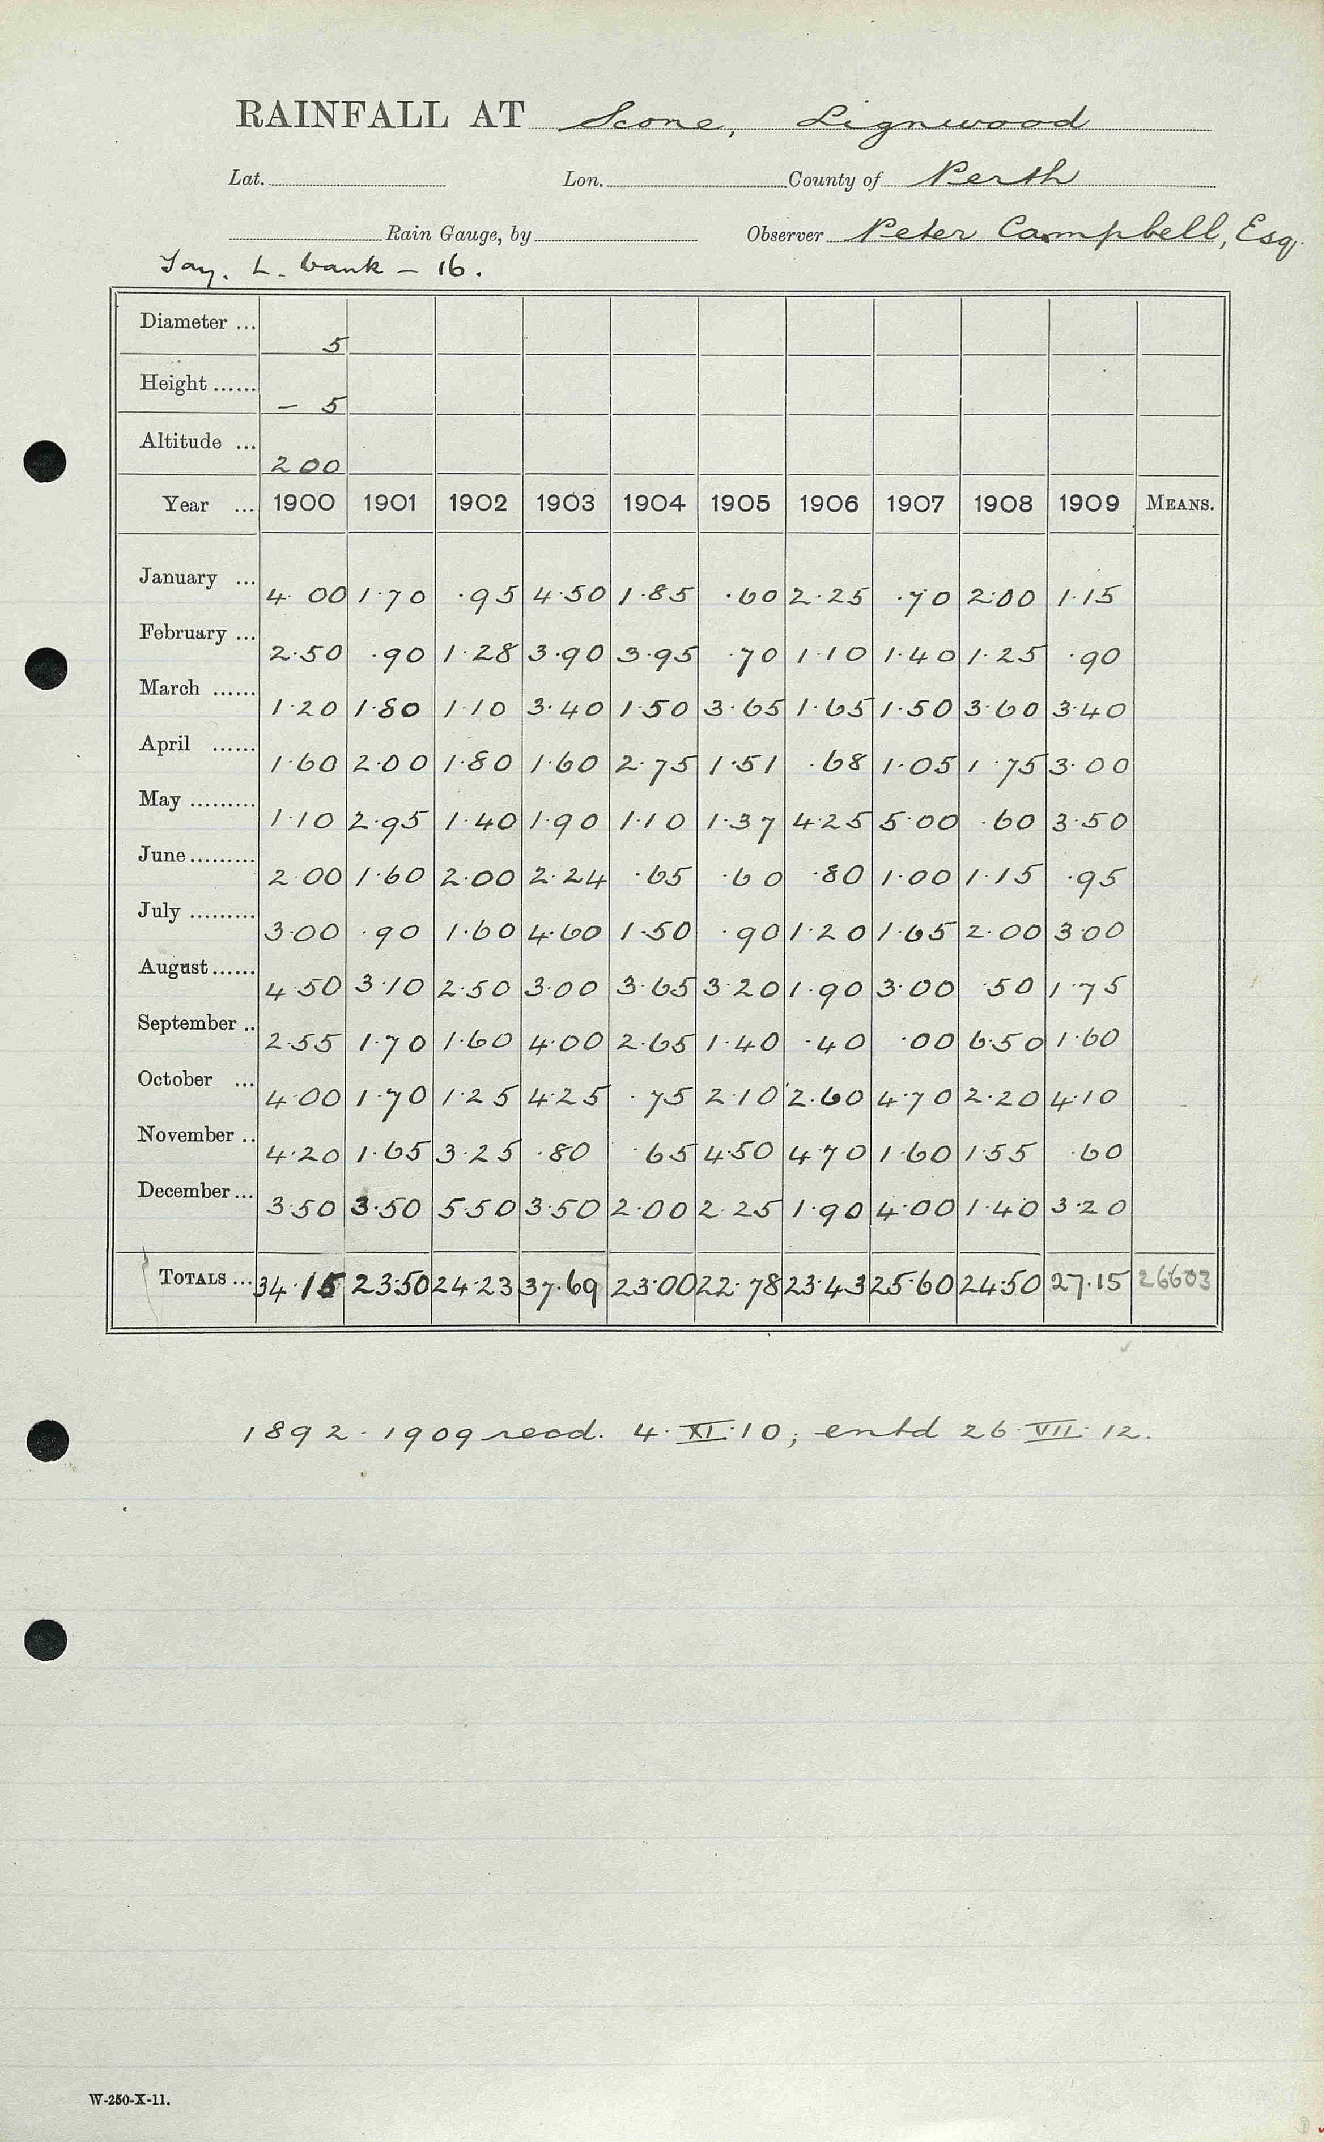 RAINFALL AT Scone, Lignwood
Lat. Lon. County of Perth
Rain Gauge, by Observer Peter Campbell, Esq.
Tay. L. bank - 16.
Diameter ... 5
Height ...... - 5
Altitude ... 200
Year ... 1900 1901 1902 1903 1904 1905 1906 1907 1908 1909 MEANS.
January ... 4.00 1.70 .95 4.50 1.85 .60 2.25 .70 2.00 1.15
February ... 2.50 .90 1.28 3.90 3.95 .70 1.10 1.40 1.25 .90
March ...... 1.20 1.80 1.10 3.40 1.50 3.65 1.65 1.50 3.60 3.40
April ...... 1.60 2.00 1.80 1.60 2.75 1.51 .68 1.05 1.75 3.00
May ......... 1.10 2.95 1.40 1.90 1.10 1.37 4.25 5.00 .60 3.50
June ......... 2.00 1.60 2.00 2.24 .65 .60 .80 1.00 1.15 .95
July ......... 3.00 .90 1.60 4.60 1.50 .90 1.20 1.65 2.00 3.00
August ...... 4.50 3.10 2.50 3.00 3.65 3.20 1.90 3.00 .50 1.75
September .. 2.55 1.70 1.60 4.00 2.65 1.40 .40 .00 6.50 1.60
October ... 4.00 1.70 1.25 4.25 .75 2.10 2.60 4.70 2.20 4.10
November .. 4.20 1.65 3.25 .80 .65 4.50 4.70 1.60 1.55 .60
December ... 3.50 3.50 5.50 3.50 2.00 2.25 1.90 4.00 1.40 3.20
TOTALS ... 34.15 23.50 24.23 37.69 23.00 22.78 23.43 25.60 24.50 27.15 26603
1892-1909 recd. 4.XI.10; entd 26.VII.12.
W-250-X-11.